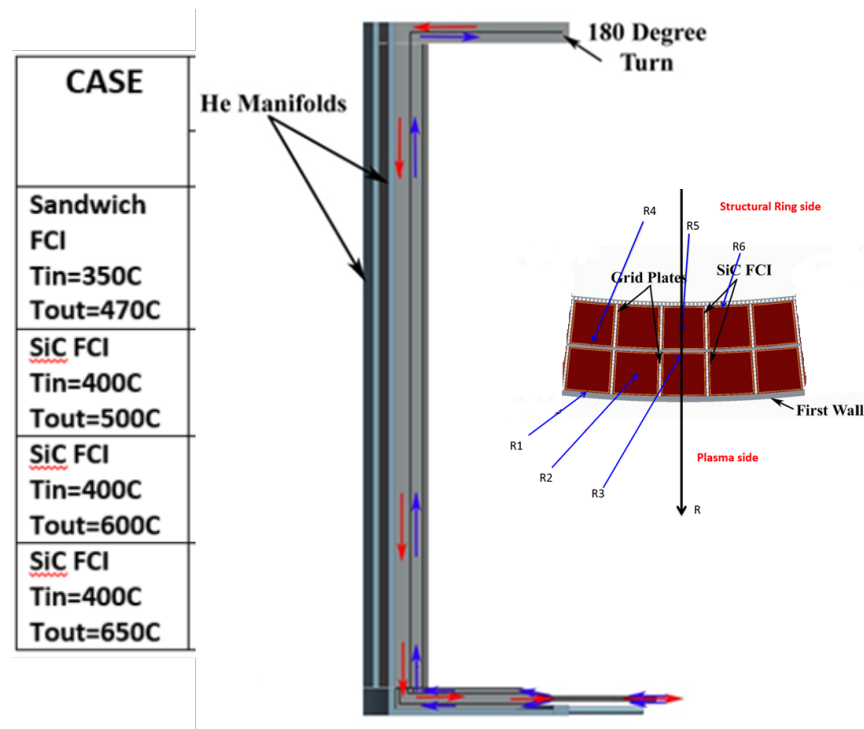 CASE
Sandwich
FCI
Tin=350C
Tout=470C
SiC FCI
Tin=400C
Tout=500C
SiC FCI
Tin=400C
Tout=600C
SiC FCI
Tin=400C
Tout=650C
He Manifolds
180 Degree
Turn
Structural Ring side
R4
R5
R6
Grid Plates
SiC FCI
First Wall
R1
R2
R3
Plasma side
R